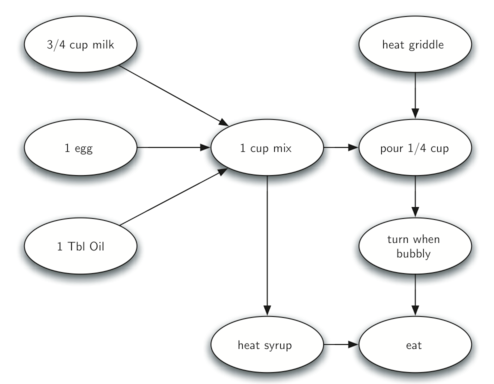 3/4 cup milk
heat griddle
1 egg
1 cup mix
pour 1/4 cup
1 Tbl Oil
turn when
bubbly
heat syrup
eat